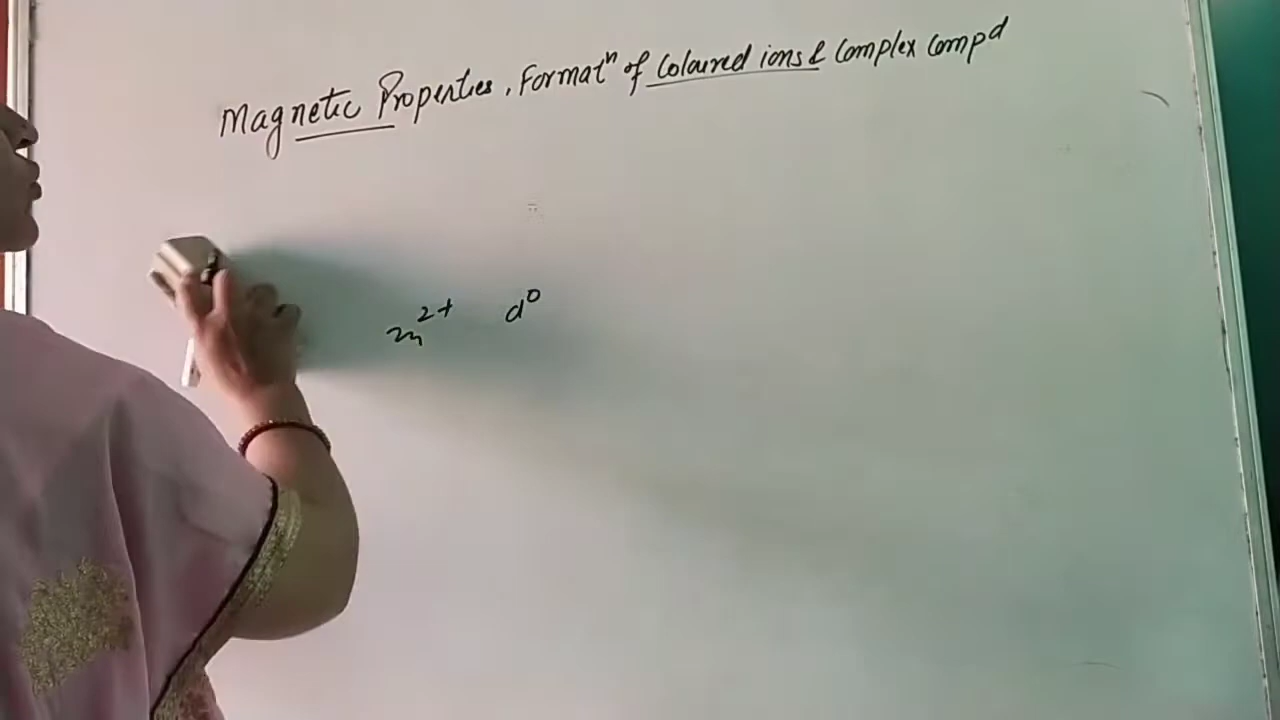 Magnetic Properties, Formatⁿ of Coloured ions & Complex Compᵈ
Zn²⁺ d⁰